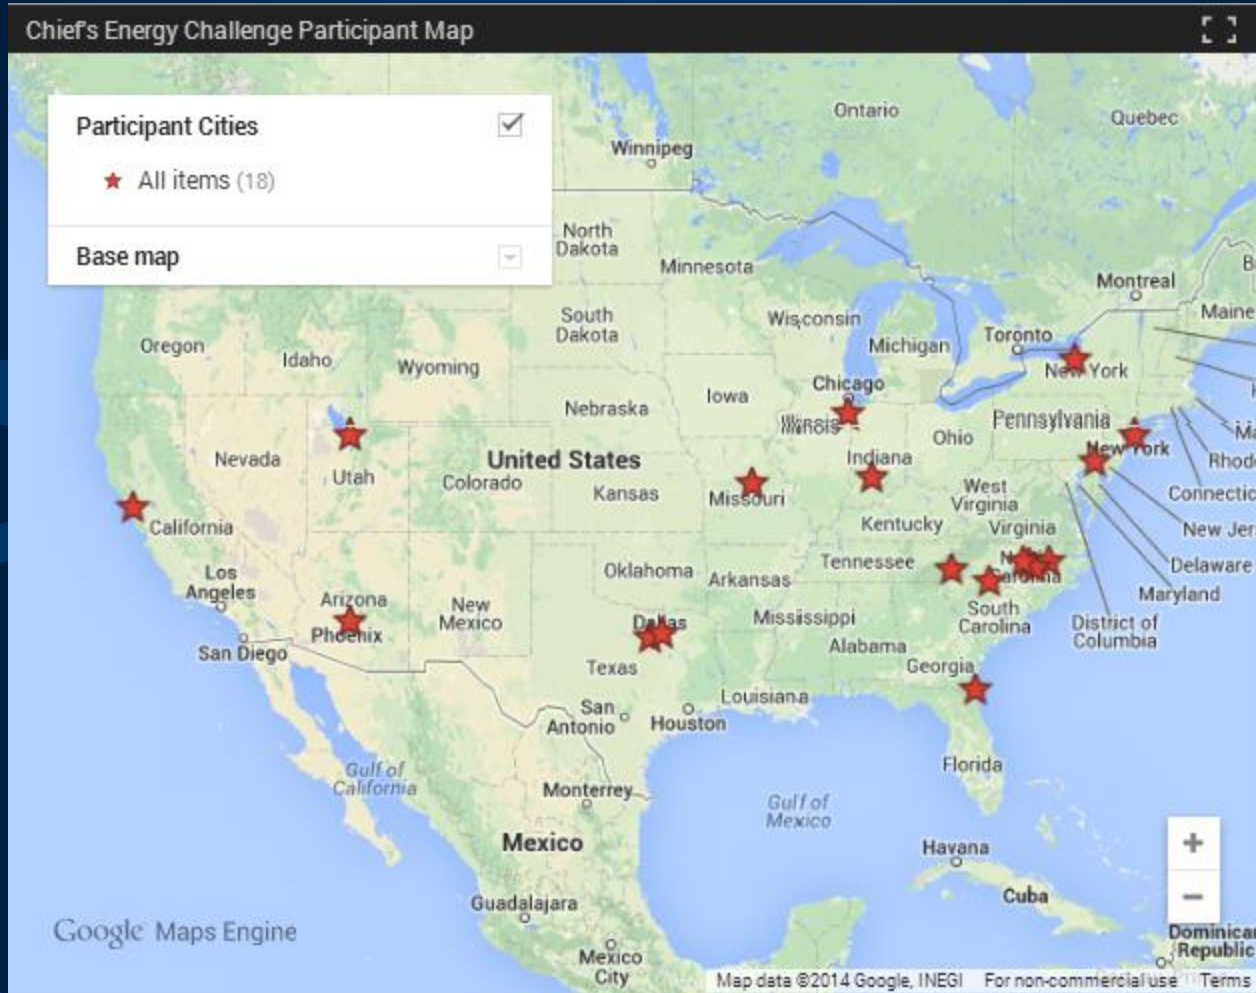 Chief's Energy Challenge Participant Map
Participant Cities
All items (18)
Base map
Ontario
Quebec
Winnipeg
North
Dakota
Minnesota
Montreal
South
Dakota
Wisconsin
Michigan
Toronto
Maine
Oregon
Idaho
Wyoming
New York
Chicago
Iowa
Nebraska
Illinois
Pennsylvania
Ohio
Nevada
Utah
United States
Colorado
Kansas
Missouri
Indiana
New York
Rhod
West
Virginia
Connectic
California
Kentucky
Virginia
New Jer
Tennessee
Oklahoma
Arkansas
Carolina
Delaware
Maryland
Los
Angeles
Arizona
Phoenix
New
Mexico
Dallas
Mississippi
South
Carolina
District of
Columbia
San Diego
Texas
Alabama
Georgia
Louisiana
San
Antonio
Houston
Florida
Gulf of
California
Monterrey
Gulf of
Mexico
Mexico
Havana
Cuba
Guadalajara
Google Maps Engine
Mexico
City
Dominican
Republic
Map data ©2014 Google, INEGI For non-commercial use Terms